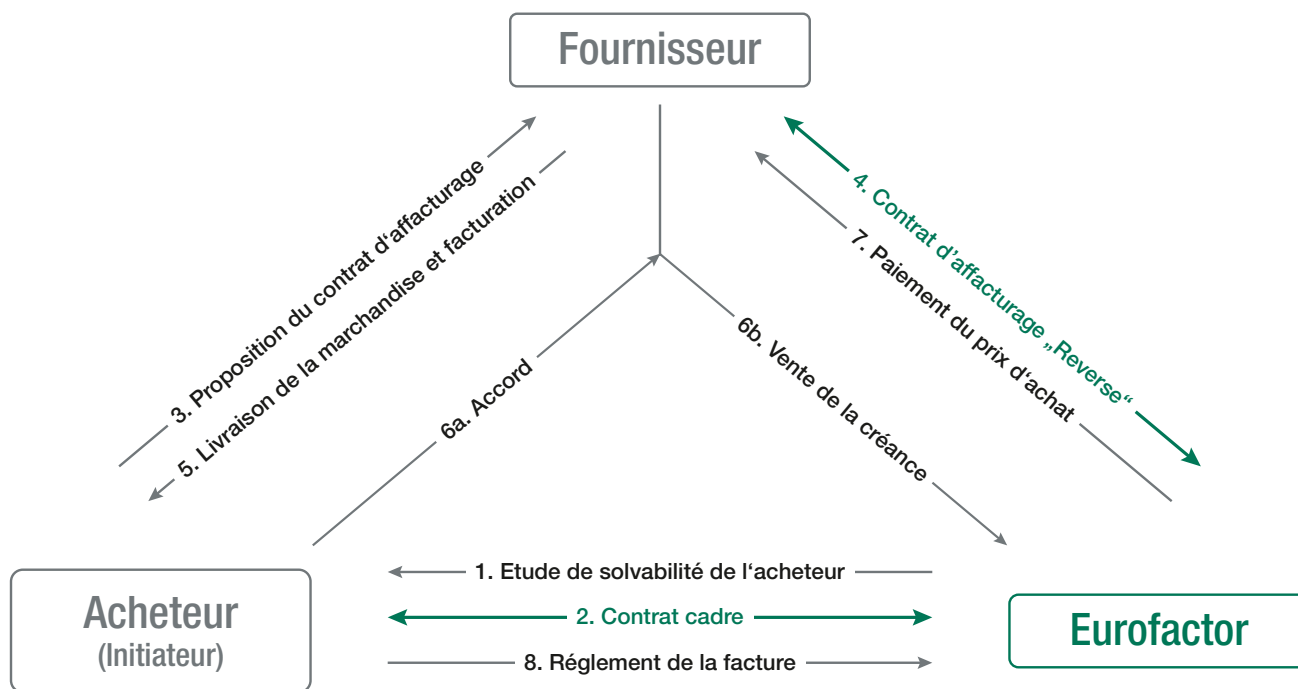 Fournisseur
3. Proposition du contrat d‘affacturage
5. Livraison de la marchandise et facturation
4. Contrat d’affacturage „Reverse“
7. Paiement du prix d‘achat
6a. Accord
6b. Vente de la créance
1. Etude de solvabilité de l‘acheteur
2. Contrat cadre
8. Réglement de la facture
Acheteur
(Initiateur)
Eurofactor